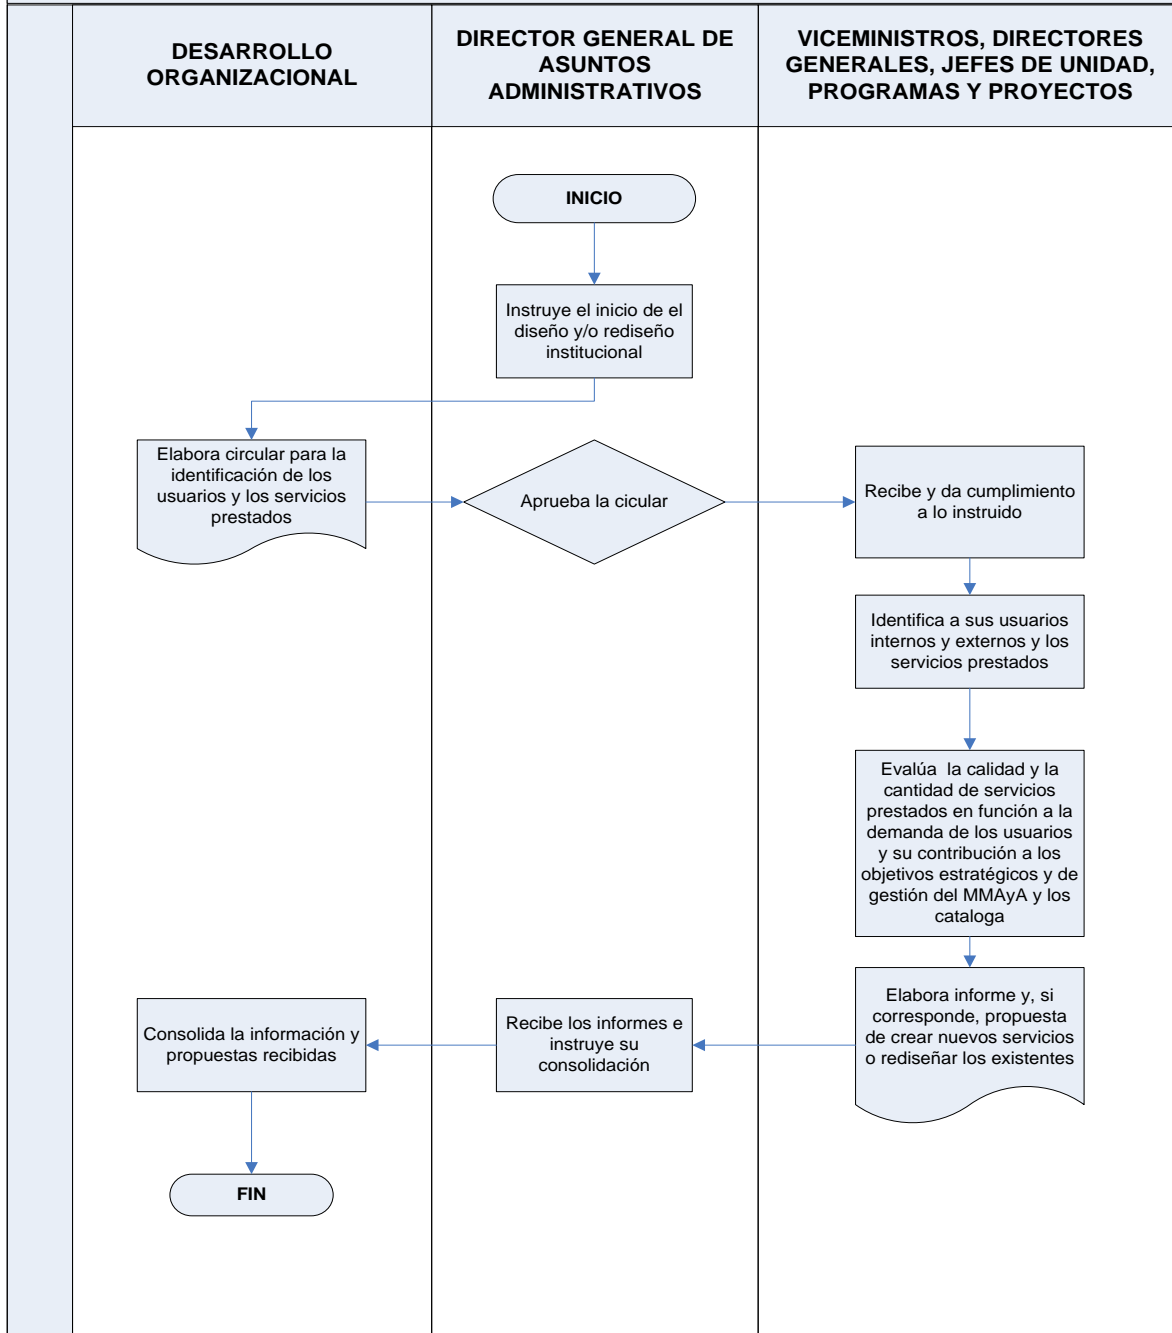 DESARROLLO
ORGANIZACIONAL
DIRECTOR GENERAL DE
ASUNTOS
ADMINISTRATIVOS
VICEMINISTROS, DIRECTORES
GENERALES, JEFES DE UNIDAD,
PROGRAMAS Y PROYECTOS
INICIO
Instruye el inicio de el
diseño y/o rediseño
institucional
Elabora circular para la
identificación de los
usuarios y los servicios
prestados
Aprueba la cicular
Recibe y da cumplimiento
a lo instruido
Identifica a sus usuarios
internos y externos y los
servicios prestados
Evalúa  la calidad y la
cantidad de servicios
prestados en función a la
demanda de los usuarios
y su contribución a los
objetivos estratégicos y de
gestión del MMAyA y los
cataloga
Elabora informe y, si
corresponde, propuesta
de crear nuevos servicios
o rediseñar los existentes
Recibe los informes e
instruye su
consolidación
Consolida la información y
propuestas recibidas
FIN